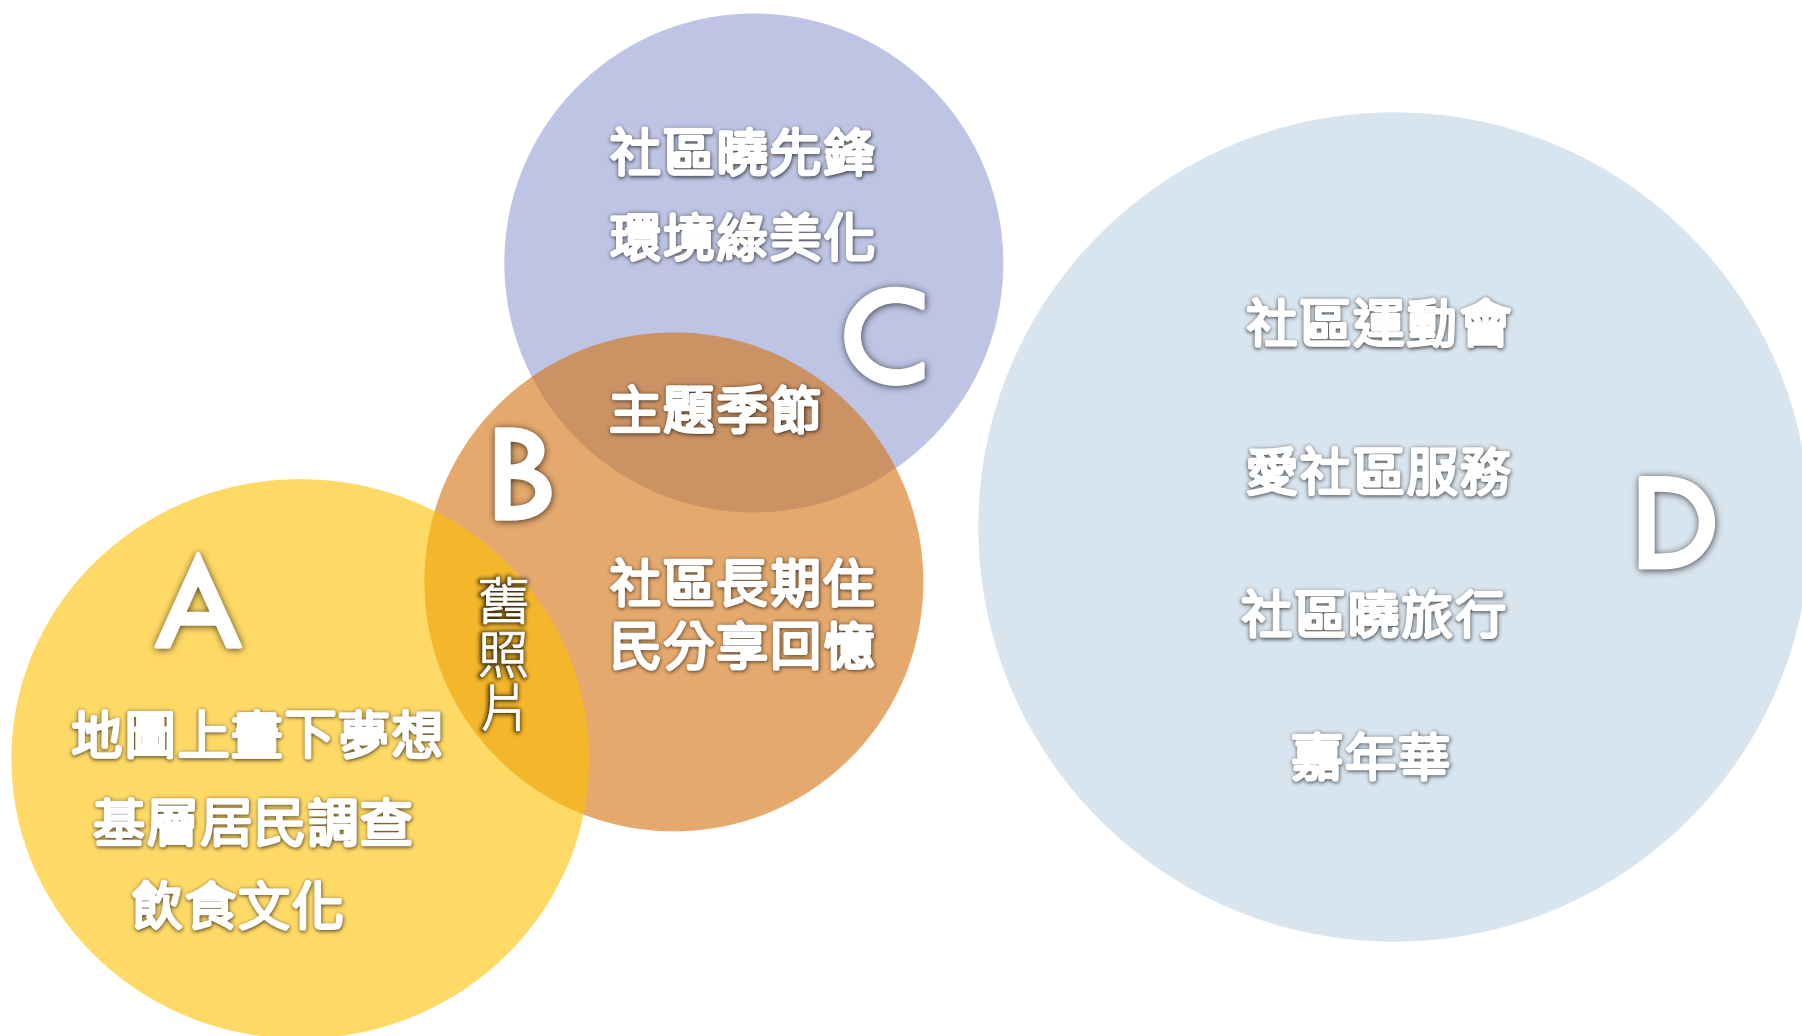 社區曉先鋒
環境綠美化
C
主題季節
B
社區長期住
民分享回憶
舊照片
A
地圖上畫下夢想
基層居民調查
飲食文化
社區運動會
愛社區服務
D
社區曉旅行
嘉年華